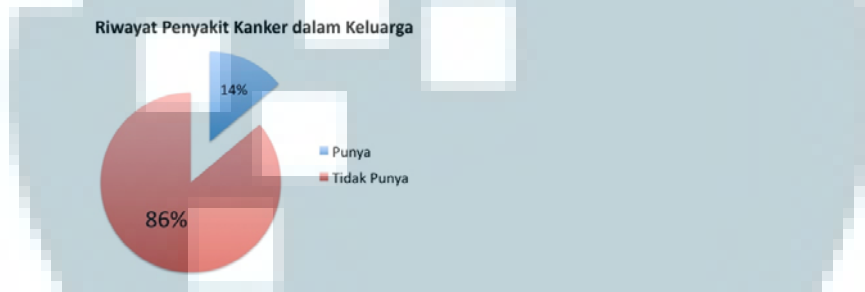 Riwayat Penyakit Kanker dalam Keluarga
14%
Punya
Tidak Punya
86%